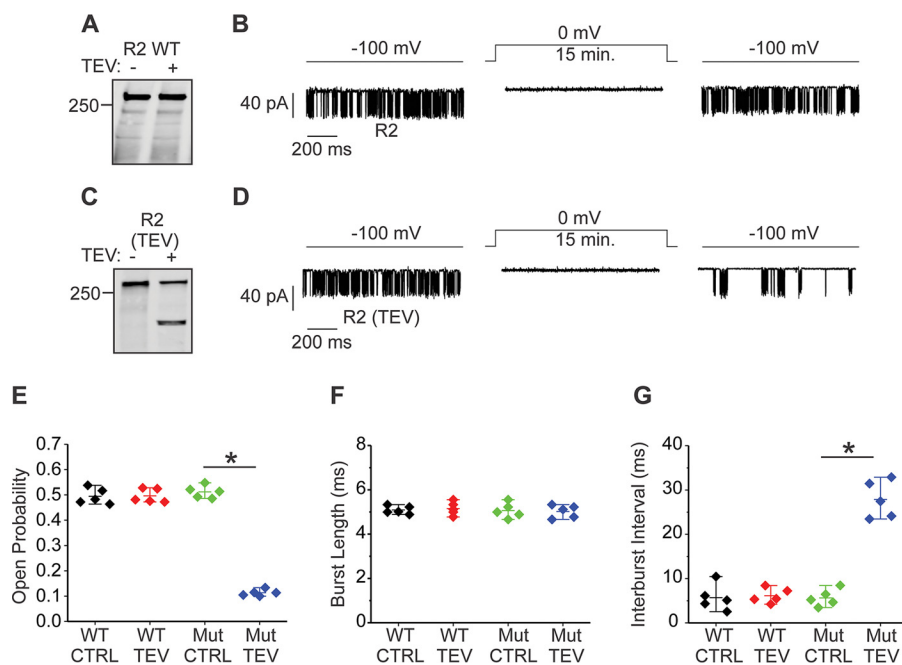 A
R2 WT
TEV: - +
250
B
-100 mV
0 mV
15 min.
-100 mV
40 pA
R2
200 ms
C
R2
(TEV)
TEV: - +
250
D
-100 mV
0 mV
15 min.
-100 mV
40 pA
R2 (TEV)
200 ms
E
Open Probability
0.7
0.6
0.5
0.4
0.3
0.2
0.1
0.0
*
WT CTRL
WT TEV
Mut CTRL
Mut TEV
F
Burst Length (ms)
8
6
4
2
0
WT CTRL
WT TEV
Mut CTRL
Mut TEV
G
Interburst Interval (ms)
40
30
20
10
0
*
WT CTRL
WT TEV
Mut CTRL
Mut TEV